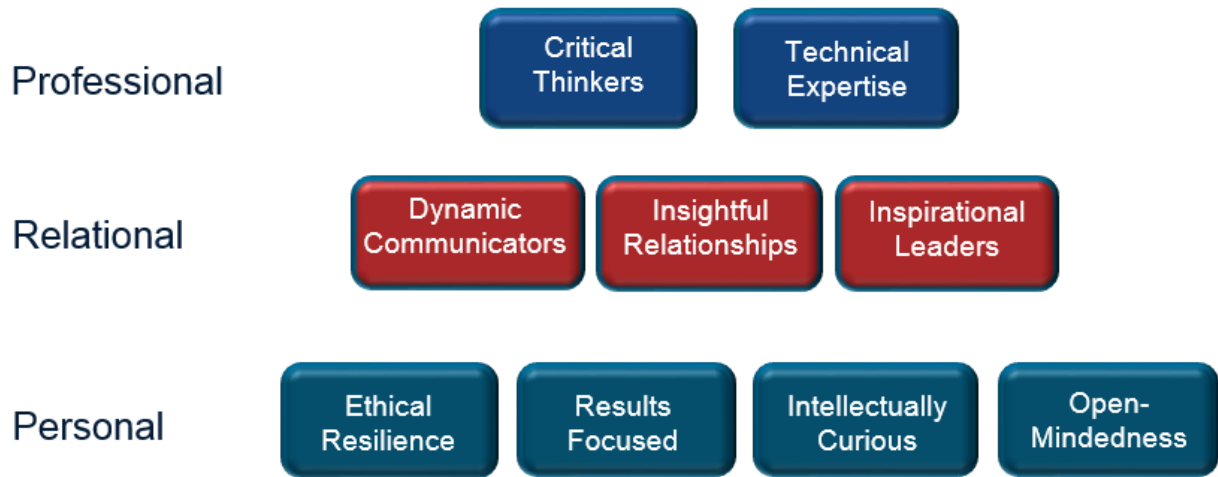 Professional
Critical
Thinkers
Technical
Expertise
Relational
Dynamic
Communicators
Insightful
Relationships
Inspirational
Leaders
Personal
Ethical
Resilience
Results
Focused
Intellectually
Curious
Open-
Mindedness